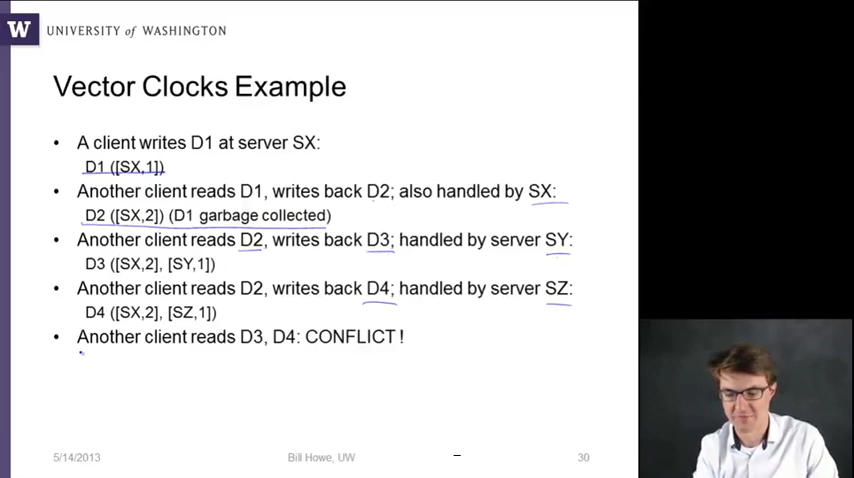 W UNIVERSITY of WASHINGTON
Vector Clocks Example
• A client writes D1 at server SX:
D1 ([SX,1])
• Another client reads D1, writes back D2; also handled by SX:
D2 ([SX,2]) (D1 garbage collected)
• Another client reads D2, writes back D3; handled by server SY:
D3 ([SX,2], [SY,1])
• Another client reads D2, writes back D4; handled by server SZ:
D4 ([SX,2], [SZ,1])
• Another client reads D3, D4: CONFLICT !
5/14/2013 Bill Howe, UW 30